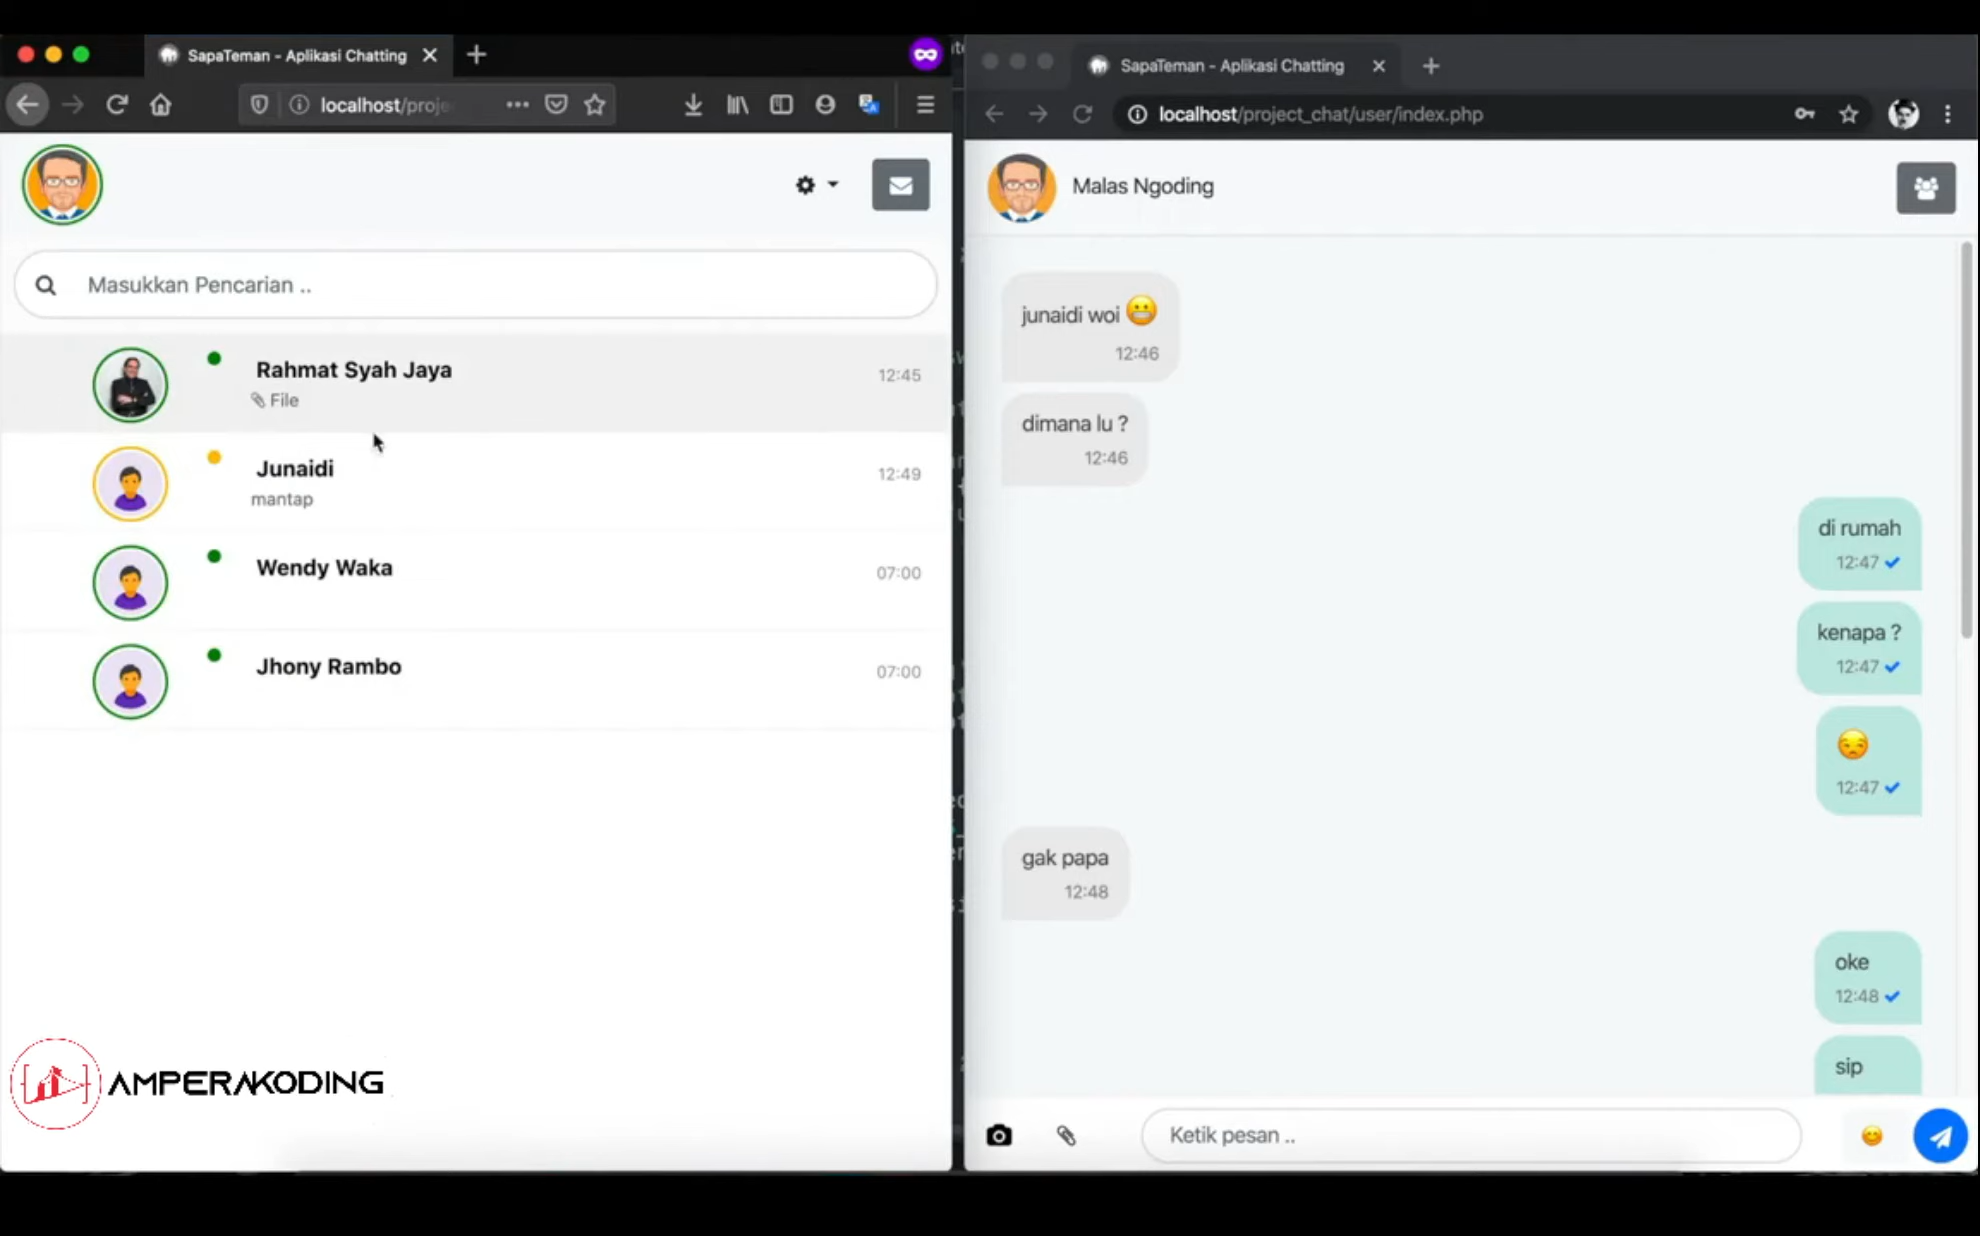 SapaTeman - Aplikasi Chatting
localhost/proje
Masukkan Pencarian ..
Rahmat Syah Jaya
File
12:45
Junaidi
mantap
12:49
Wendy Waka
07:00
Jhony Rambo
07:00
AMPERAKODING
SapaTeman - Aplikasi Chatting
localhost/project_chat/user/index.php
Malas Ngoding
junaidi woi 😬
12:46
dimana lu ?
12:46
di rumah
12:47
kenapa ?
12:47
😒
12:47
gak papa
12:48
oke
12:48
sip
Ketik pesan ..